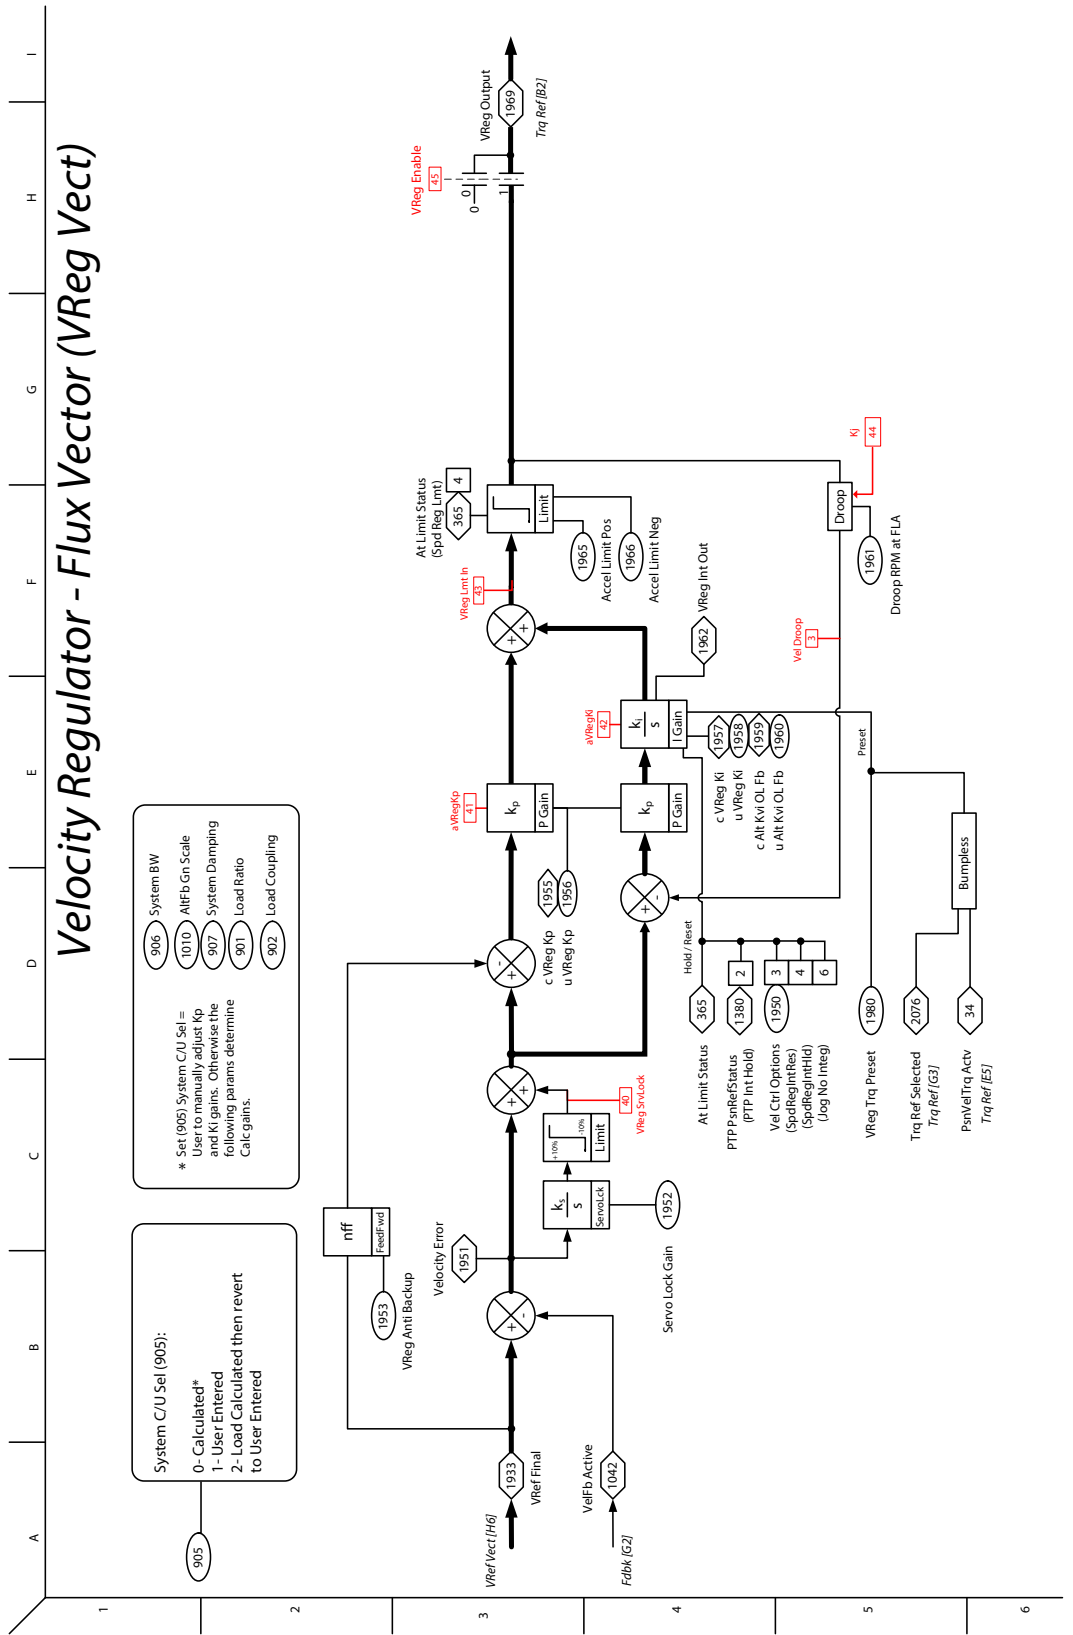 Velocity Regulator - Flux Vector (VReg Vect)
A
B
C
D
E
F
G
H
I
1
2
3
4
5
6
905
System C/U Sel (905):
0- Calculated*
1- User Entered
2- Load Calculated then revert
to User Entered
* Set (905) System C/U Sel =
User to manually adjust Kp
and Ki gains. Otherwise the
following params determine
Calc gains.
906
System BW
1010
AltFb Gn Scale
907
System Damping
901
Load Ratio
902
Load Coupling
nff
FeedFwd
1953
VReg Anti Backup
VRef Vect [H6]
1933
VRef Final
VelFb Active
1042
Fdbk [G2]
+
-
Velocity Error
1951
ks
s
ServoLck
1952
Servo Lock Gain
+10%
-10%
Limit
40
VReg SrvLock
+
+
+
-
c VReg Kp
1955
u VReg Kp
1956
aVRegKp
41
kp
P Gain
+
-
kp
P Gain
aVRegKi
42
ki
s
I Gain
c VReg Ki
1957
u VReg Ki
1958
c Alt Kvi OL Fb
1959
u Alt Kvi OL Fb
1960
1962
VReg Int Out
+
+
VReg Lmt In
43
At Limit Status
(Spd Reg Lmt)
365
4
Limit
1965
Accel Limit Pos
1966
Accel Limit Neg
VReg Enable
45
0
0
1
VReg Output
1969
Trq Ref [B2]
Kj
44
Droop
1961
Droop RPM at FLA
Vel Droop
3
Hold / Reset
365
At Limit Status
1380
2
PTP PsnRefStatus
(PTP Int Hold)
1950
3
4
6
Vel Ctrl Options
(SpdRegIntRes)
(SpdRegIntHld)
(Jog No Integ)
Preset
1980
VReg Trq Preset
Bumpless
2076
Trq Ref Selected
Trq Ref [G3]
34
PsnVelTrq Actv
Trq Ref [E5]